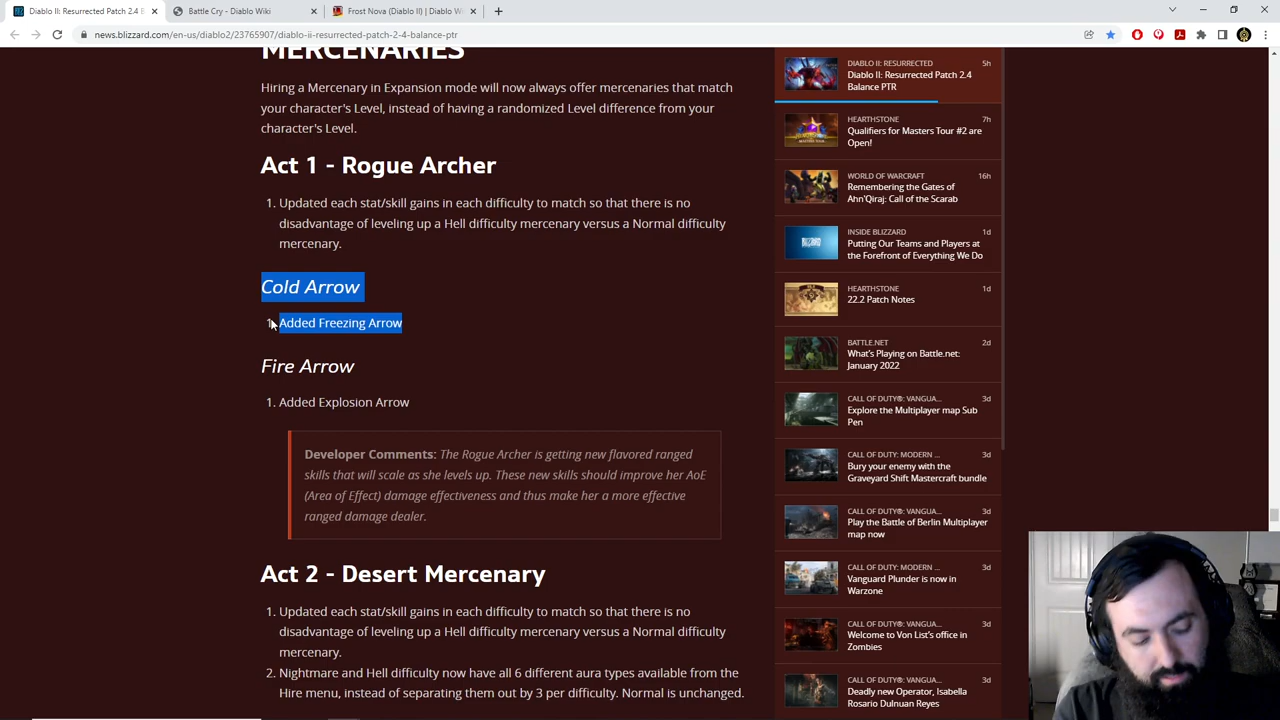 Diablo II: Resurrected Patch 2.4 B
Battle Cry - Diablo Wiki
Frost Nova (Diablo II) | Diablo W
news.blizzard.com/en-us/diablo2/23765907/diablo-ii-resurrected-patch-2-4-balance-ptr
MERCENARIES
Hiring a Mercenary in Expansion mode will now always offer mercenaries that match
your character's Level, instead of having a randomized Level difference from your
character's Level.
Act 1 - Rogue Archer
1. Updated each stat/skill gains in each difficulty to match so that there is no
disadvantage of leveling up a Hell difficulty mercenary versus a Normal difficulty
mercenary.
Cold Arrow
1. Added Freezing Arrow
Fire Arrow
1. Added Explosion Arrow
Developer Comments: The Rogue Archer is getting new flavored ranged
skills that will scale as she levels up. These new skills should improve her AoE
(Area of Effect) damage effectiveness and thus make her a more effective
ranged damage dealer.
Act 2 - Desert Mercenary
1. Updated each stat/skill gains in each difficulty to match so that there is no
disadvantage of leveling up a Hell difficulty mercenary versus a Normal difficulty
mercenary.
2. Nightmare and Hell difficulty now have all 6 different aura types available from the
Hire menu, instead of separating them out by 3 per difficulty. Normal is unchanged.
DIABLO II: RESURRECTED 5h
Diablo II: Resurrected Patch 2.4
Balance PTR
HEARTHSTONE 7h
Qualifiers for Masters Tour #2 are
Open!
WORLD OF WARCRAFT 16h
Remembering the Gates of
Ahn'Qiraj: Call of the Scarab
INSIDE BLIZZARD 1d
Putting Our Teams and Players at
the Forefront of Everything We Do
HEARTHSTONE 1d
22.2 Patch Notes
BATTLE.NET 2d
What's Playing on Battle.net:
January 2022
CALL OF DUTY®: VANGUA... 3d
Explore the Multiplayer map Sub
Pen
CALL OF DUTY: MODERN ... 3d
Bury your enemy with the
Graveyard Shift Mastercraft bundle
CALL OF DUTY®: VANGUA... 3d
Play the Battle of Berlin Multiplayer
map now
CALL OF DUTY: MODERN ... 3d
Vanguard Plunder is now in
Warzone
CALL OF DUTY®: VANGUA... 3d
Welcome to Von List's office in
Zombies
CALL OF DUTY®: VANGUA... 3d
Deadly new Operator, Isabella
Rosario Dulnuan Reyes